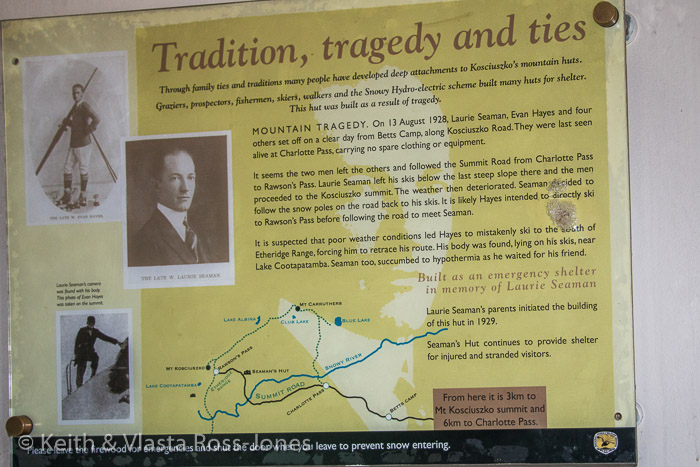 Tradition, tragedy and ties
Through family ties and traditions many people have developed deep attachments to Kosciuszko's mountain huts.
Graziers, prospectors, fishermen, skiers, walkers and the Snowy Hydro-electric scheme built many huts for shelter.
This hut was built as a result of tragedy.
MOUNTAIN TRAGEDY. On 13 August 1928, Laurie Seaman, Evan Hayes and four
others set off on a clear day from Betts Camp, along Kosciuszko Road. They were last seen
alive at Charlotte Pass, carrying no spare clothing or equipment.
It seems the two men left the others and followed the Summit Road from Charlotte Pass
to Rawson's Pass. Laurie Seaman left his skis below the last steep slope there and the men
proceeded to the Kosciuszko summit. The weather then deteriorated. Seaman decided to
follow the snow poles on the road back to his skis. It is likely Hayes intended to directly ski
to Rawson's Pass before following the road to meet Seaman.
It is suspected that poor weather conditions led Hayes to mistakenly ski to the south of
Etheridge Range, forcing him to retrace his route. His body was found, lying on his skis, near
Lake Cootapatamba. Seaman too, succumbed to hypothermia as he waited for his friend.
THE LATE W. EVAN HAYES
THE LATE W. LAURIE SEAMAN
Laurie Seaman's camera
was found with his body.
This photo of Evan Hayes
was taken on the summit.
Built as an emergency shelter
in memory of Laurie Seaman
Laurie Seaman's parents initiated the building
of this hut in 1929.
Seaman's Hut continues to provide shelter
for injured and stranded visitors.
MT CARRUTHERS
LAKE ALBINA
CLUB LAKE
BLUE LAKE
MT KOSCIUSZKO
RAWSON'S PASS
SEAMAN'S HUT
SNOWY RIVER
LAKE COOTAPATAMBA
ETHERIDGE RANGE
SUMMIT ROAD
CHARLOTTE PASS
BETTS CAMP
From here it is 3km to
Mt Kosciuszko summit and
6km to Charlotte Pass.
Please leave the firewood for emergencies and shut the door when you leave to prevent snow entering.
© Keith & Vlasta Ross-Jones